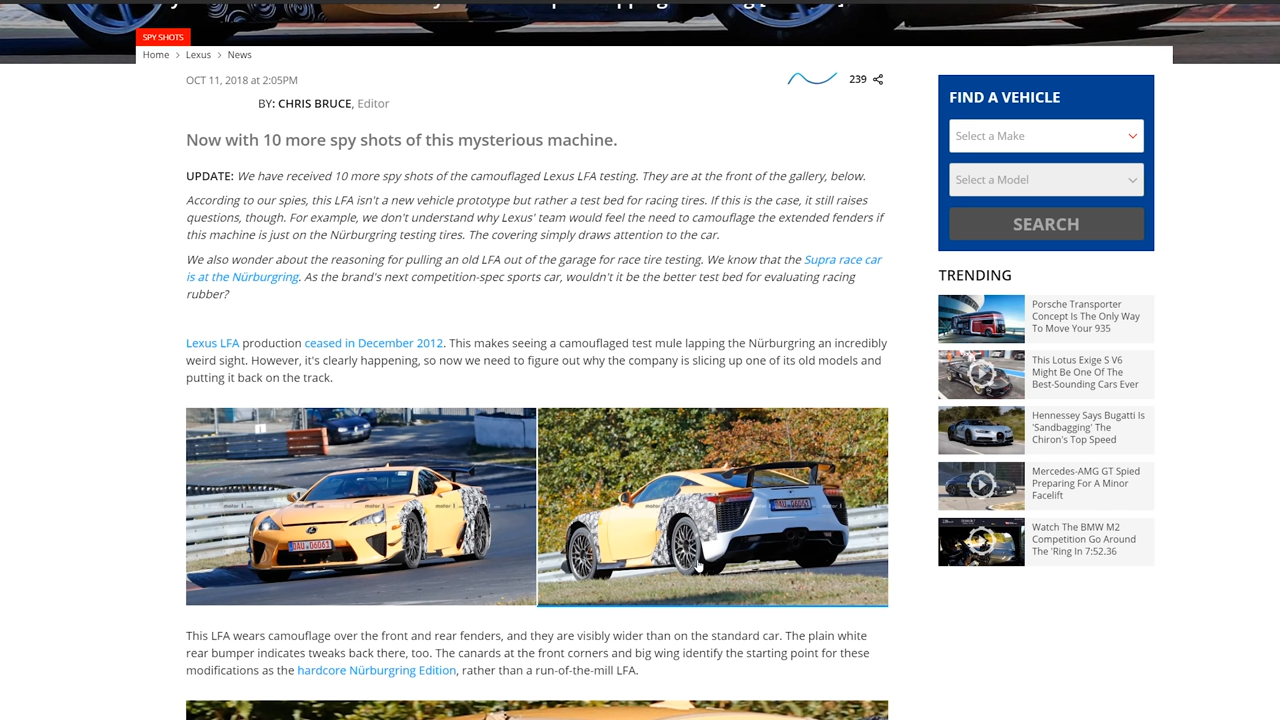 SPY SHOTS
Home > Lexus > News
OCT 11, 2018 at 2:05PM
239
BY: CHRIS BRUCE, Editor
Now with 10 more spy shots of this mysterious machine.
UPDATE: We have received 10 more spy shots of the camouflaged Lexus LFA testing. They are at the front of the gallery, below.
According to our spies, this LFA isn't a new vehicle prototype but rather a test bed for racing tires. If this is the case, it still raises
questions, though. For example, we don't understand why Lexus' team would feel the need to camouflage the extended fenders if
this machine is just on the Nürburgring testing tires. The covering simply draws attention to the car.
We also wonder about the reasoning for pulling an old LFA out of the garage for race tire testing. We know that the Supra race car
is at the Nürburgring. As the brand's next competition-spec sports car, wouldn't it be the better test bed for evaluating racing
rubber?
Lexus LFA production ceased in December 2012. This makes seeing a camouflaged test mule lapping the Nürburgring an incredibly
weird sight. However, it's clearly happening, so now we need to figure out why the company is slicing up one of its old models and
putting it back on the track.
This LFA wears camouflage over the front and rear fenders, and they are visibly wider than on the standard car. The plain white
rear bumper indicates tweaks back there, too. The canards at the front corners and big wing identify the starting point for these
modifications as the hardcore Nürburgring Edition, rather than a run-of-the-mill LFA.
FIND A VEHICLE
Select a Make
Select a Model
SEARCH
TRENDING
Porsche Transporter
Concept Is The Only Way
To Move Your 935
This Lotus Exige S V6
Might Be One Of The
Best-Sounding Cars Ever
Hennessey Says Bugatti Is
'Sandbagging' The
Chiron's Top Speed
Mercedes-AMG GT Spied
Preparing For A Minor
Facelift
Watch The BMW M2
Competition Go Around
The 'Ring In 7:52.36